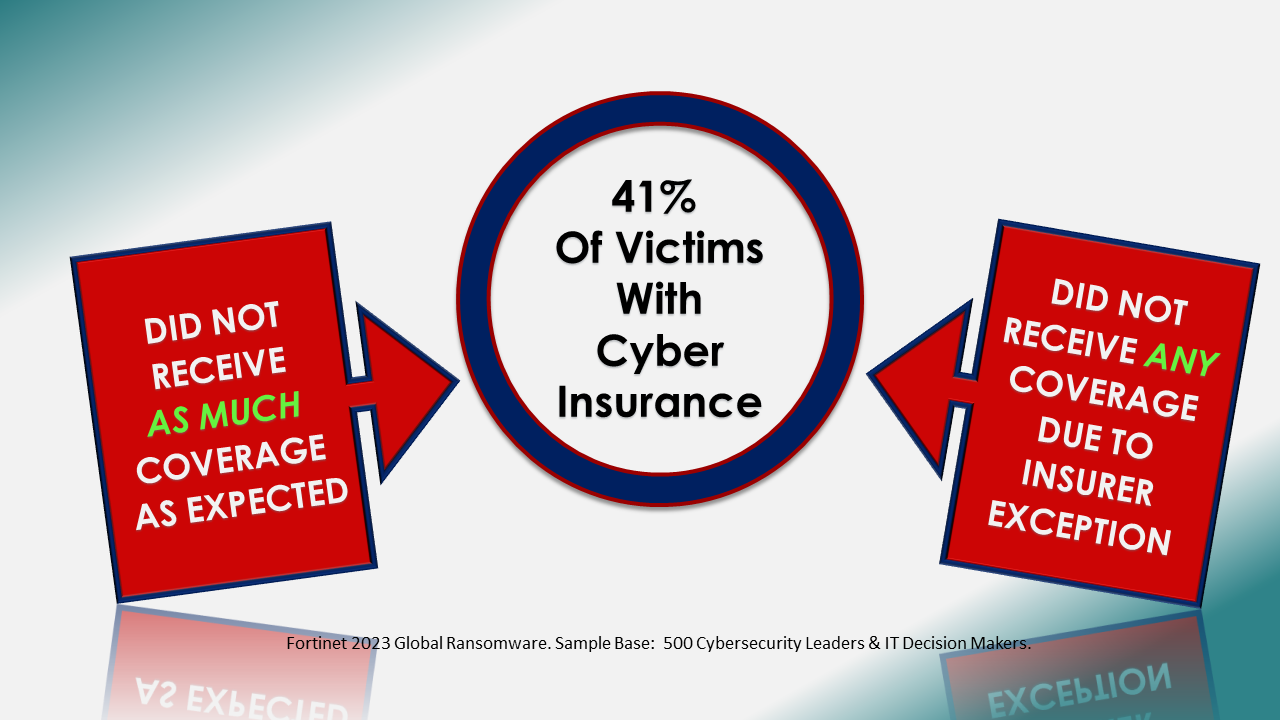 41%
Of Victims
With
Cyber
Insurance
DID NOT
RECEIVE
AS MUCH
COVERAGE
AS EXPECTED
DID NOT
RECEIVE ANY
COVERAGE
DUE TO
INSURER
EXCEPTION
Fortinet 2023 Global Ransomware. Sample Base:  500 Cybersecurity Leaders & IT Decision Makers.